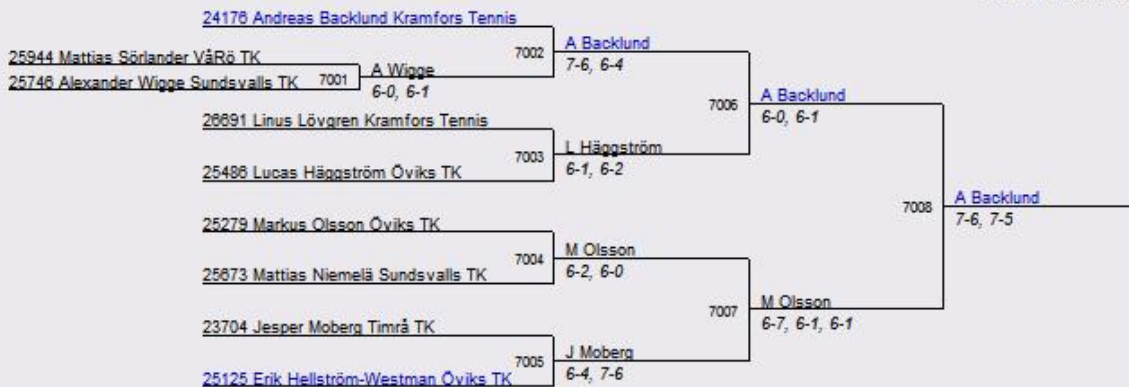 24176 Andreas Backlund Kramfors Tennis
7002
A Backlund
7-6, 6-4
25944 Mattias Sörlander VåRö TK
25746 Alexander Wigge Sundsvalls TK
7001
A Wigge
6-0, 6-1
7006
A Backlund
6-0, 6-1
26691 Linus Lövgren Kramfors Tennis
7003
L Häggström
6-1, 6-2
25486 Lucas Häggström Öviks TK
7008
A Backlund
7-6, 7-5
25279 Markus Olsson Öviks TK
7004
M Olsson
6-2, 6-0
25673 Mattias Niemelä Sundsvalls TK
7007
M Olsson
6-7, 6-1, 6-1
23704 Jesper Moberg Timrå TK
7005
J Moberg
6-4, 7-6
25125 Erik Hellström-Westman Öviks TK